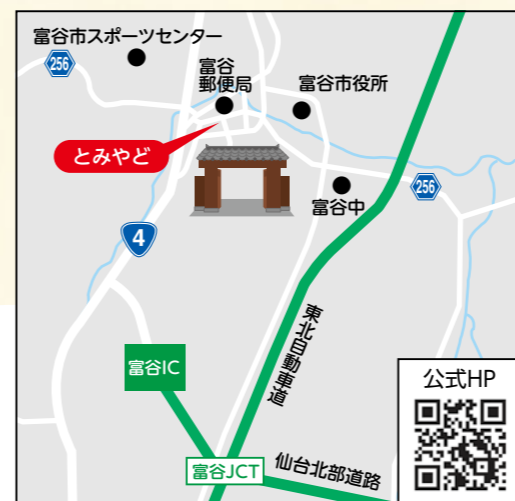 富谷市スポーツセンター
256
富谷
郵便局
富谷市役所
とみやど
富谷中
256
4
東北自動車道
富谷IC
公式HP
富谷JCT
仙台北部道路